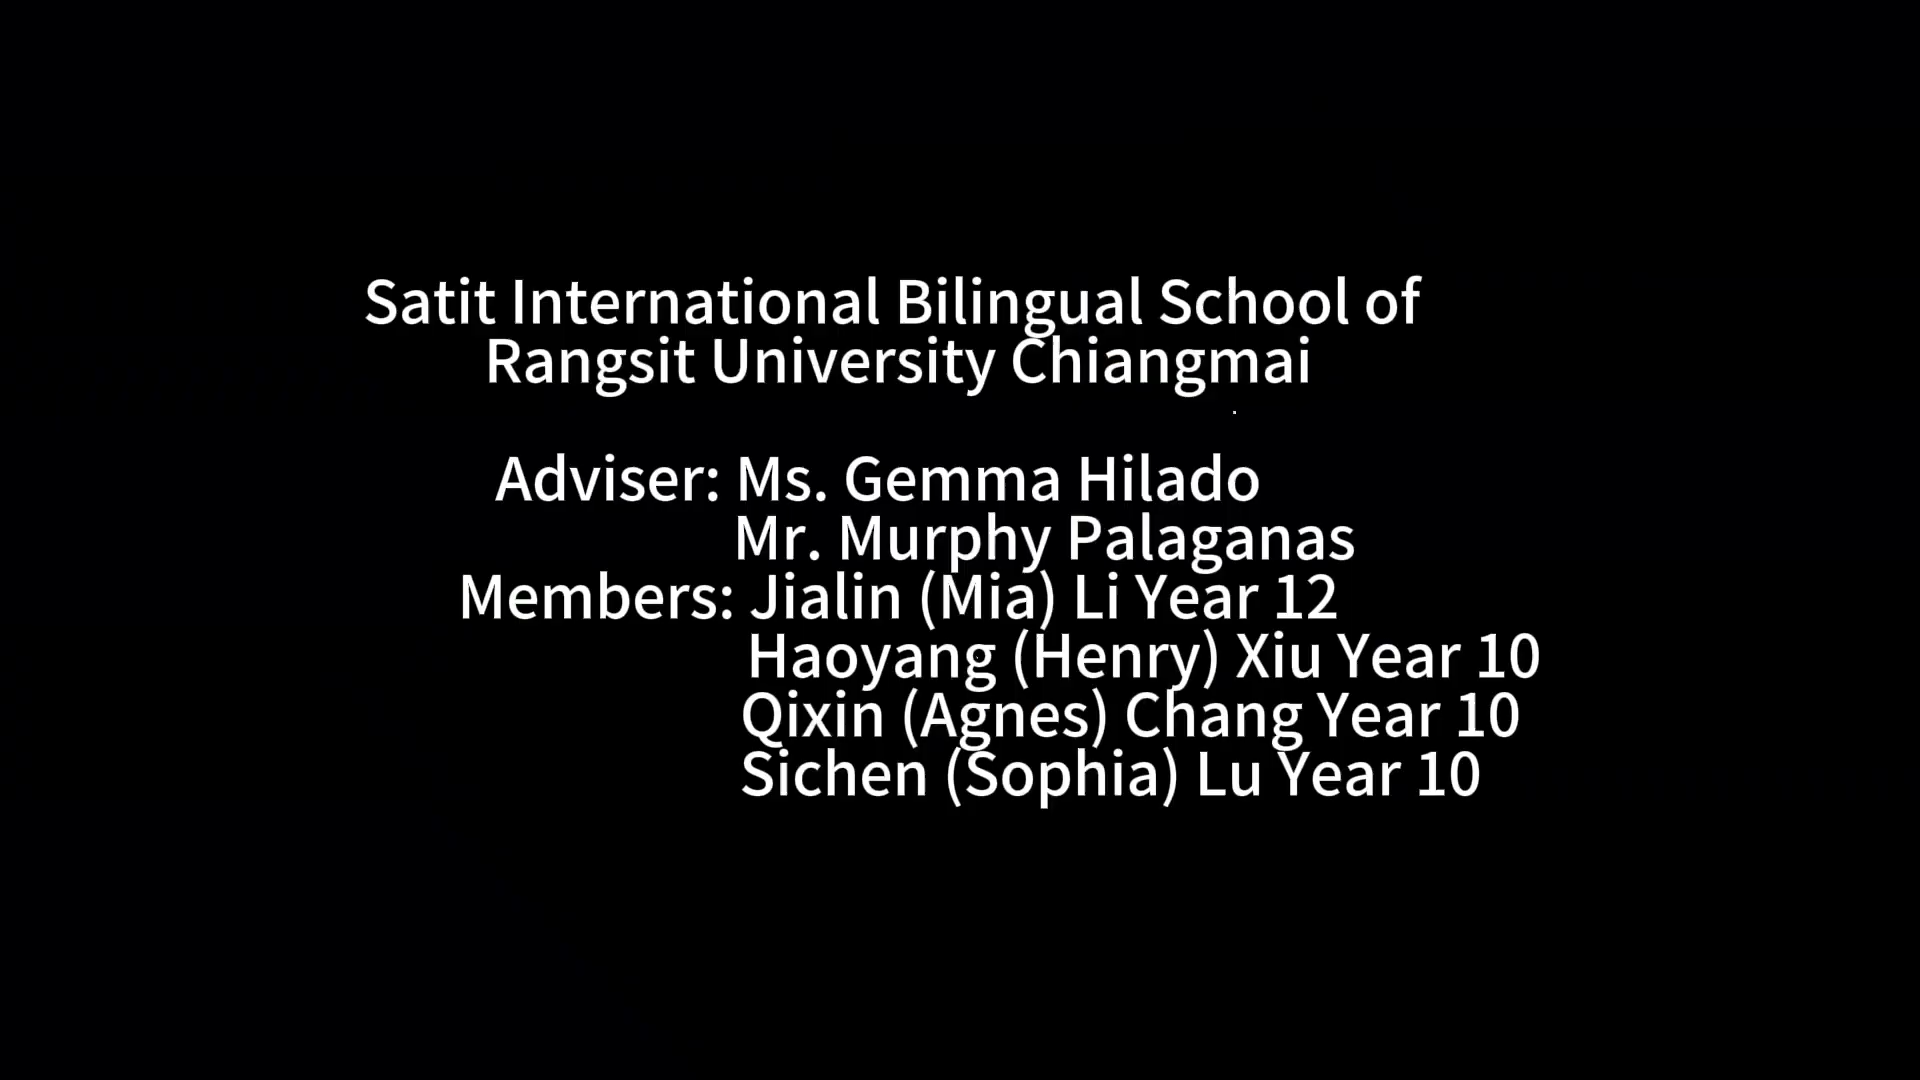 Satit International Bilingual School of
Rangsit University Chiangmai
Adviser: Ms. Gemma Hilado
Mr. Murphy Palaganas
Members: Jialin (Mia) Li Year 12
Haoyang (Henry) Xiu Year 10
Qixin (Agnes) Chang Year 10
Sichen (Sophia) Lu Year 10